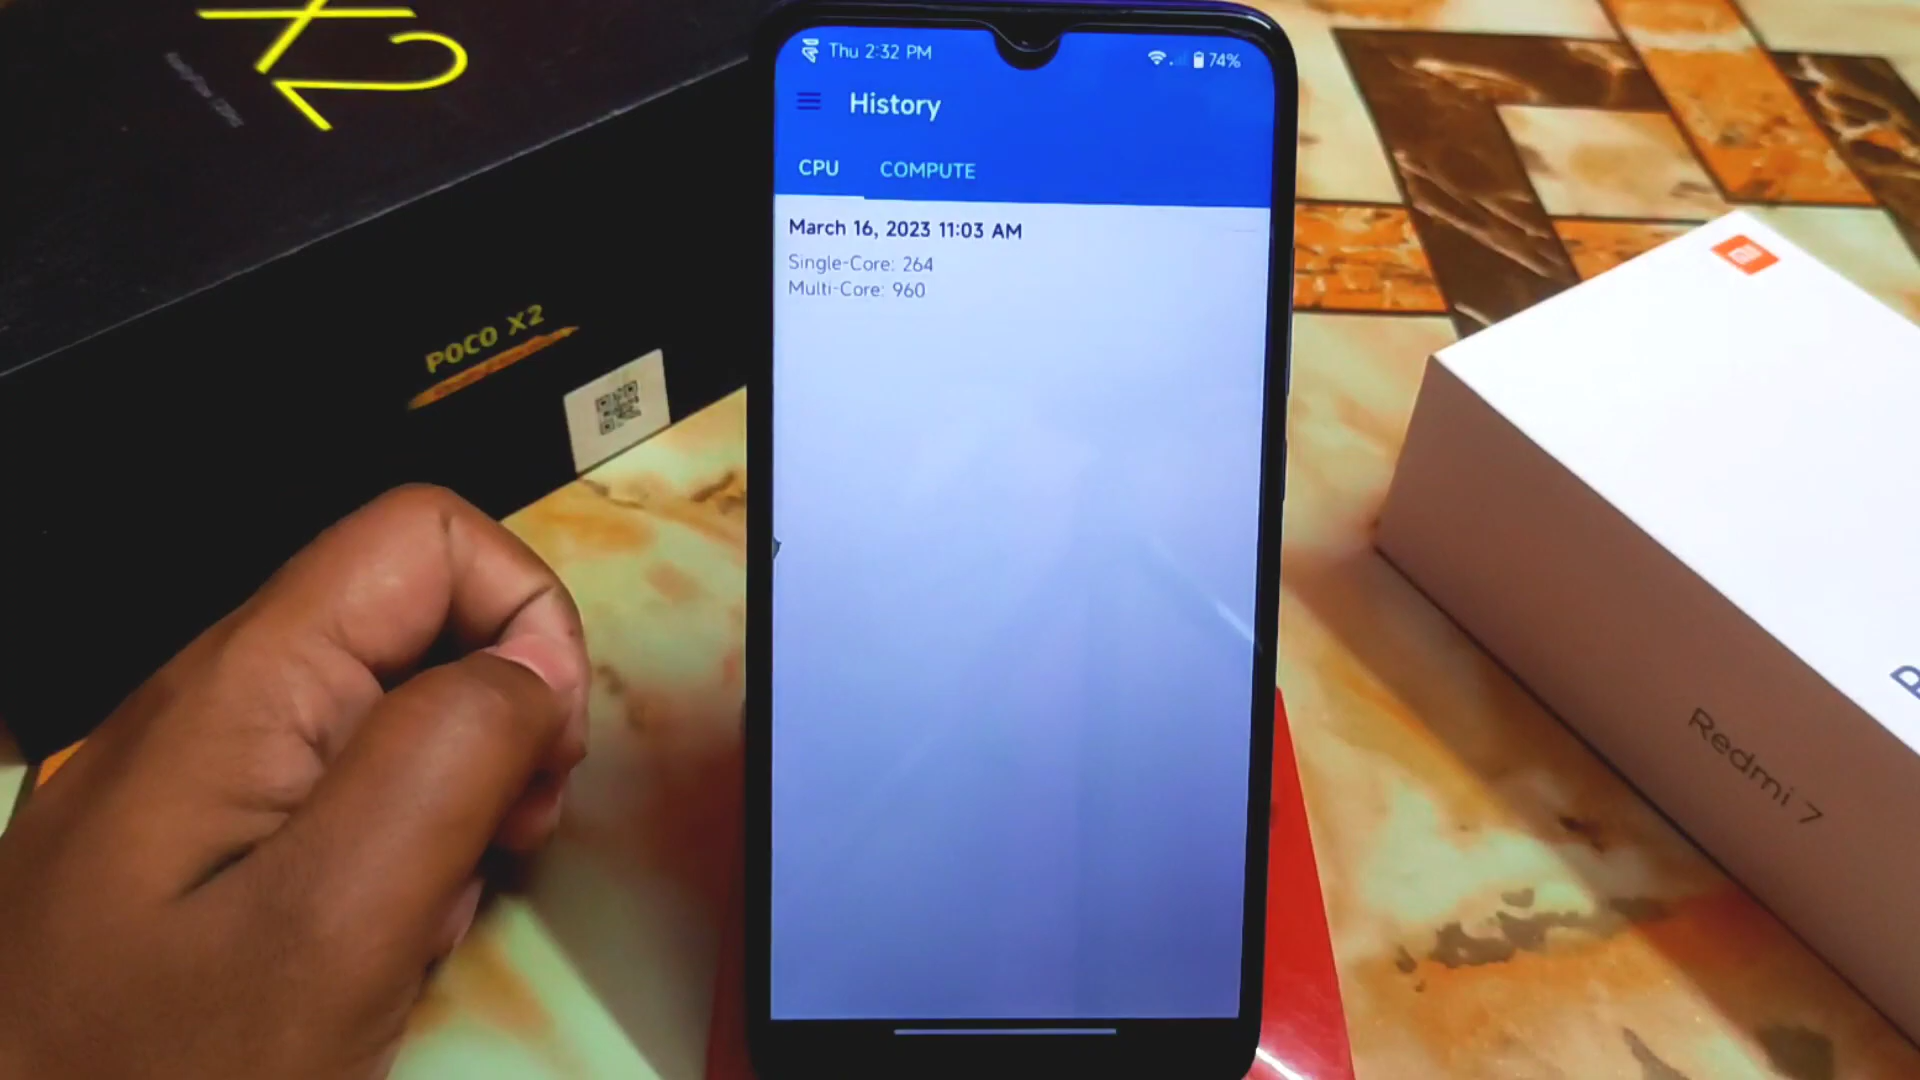 X2
POCO X2
Thu 2:32 PM
74%
History
CPU
COMPUTE
March 16, 2023 11:03 AM
Single-Core: 264
Multi-Core: 960
Redmi 7